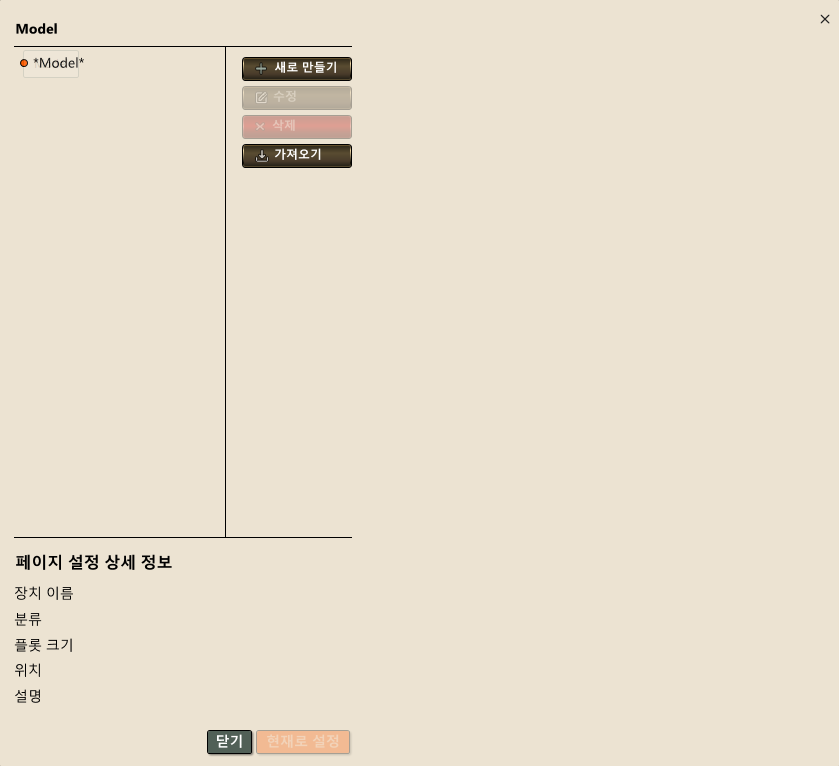 Model
*Model*
새로 만들기
수정
삭제
가져오기
페이지 설정 상세 정보
장치 이름
분류
플롯 크기
위치
설명
닫기
현재로 설정